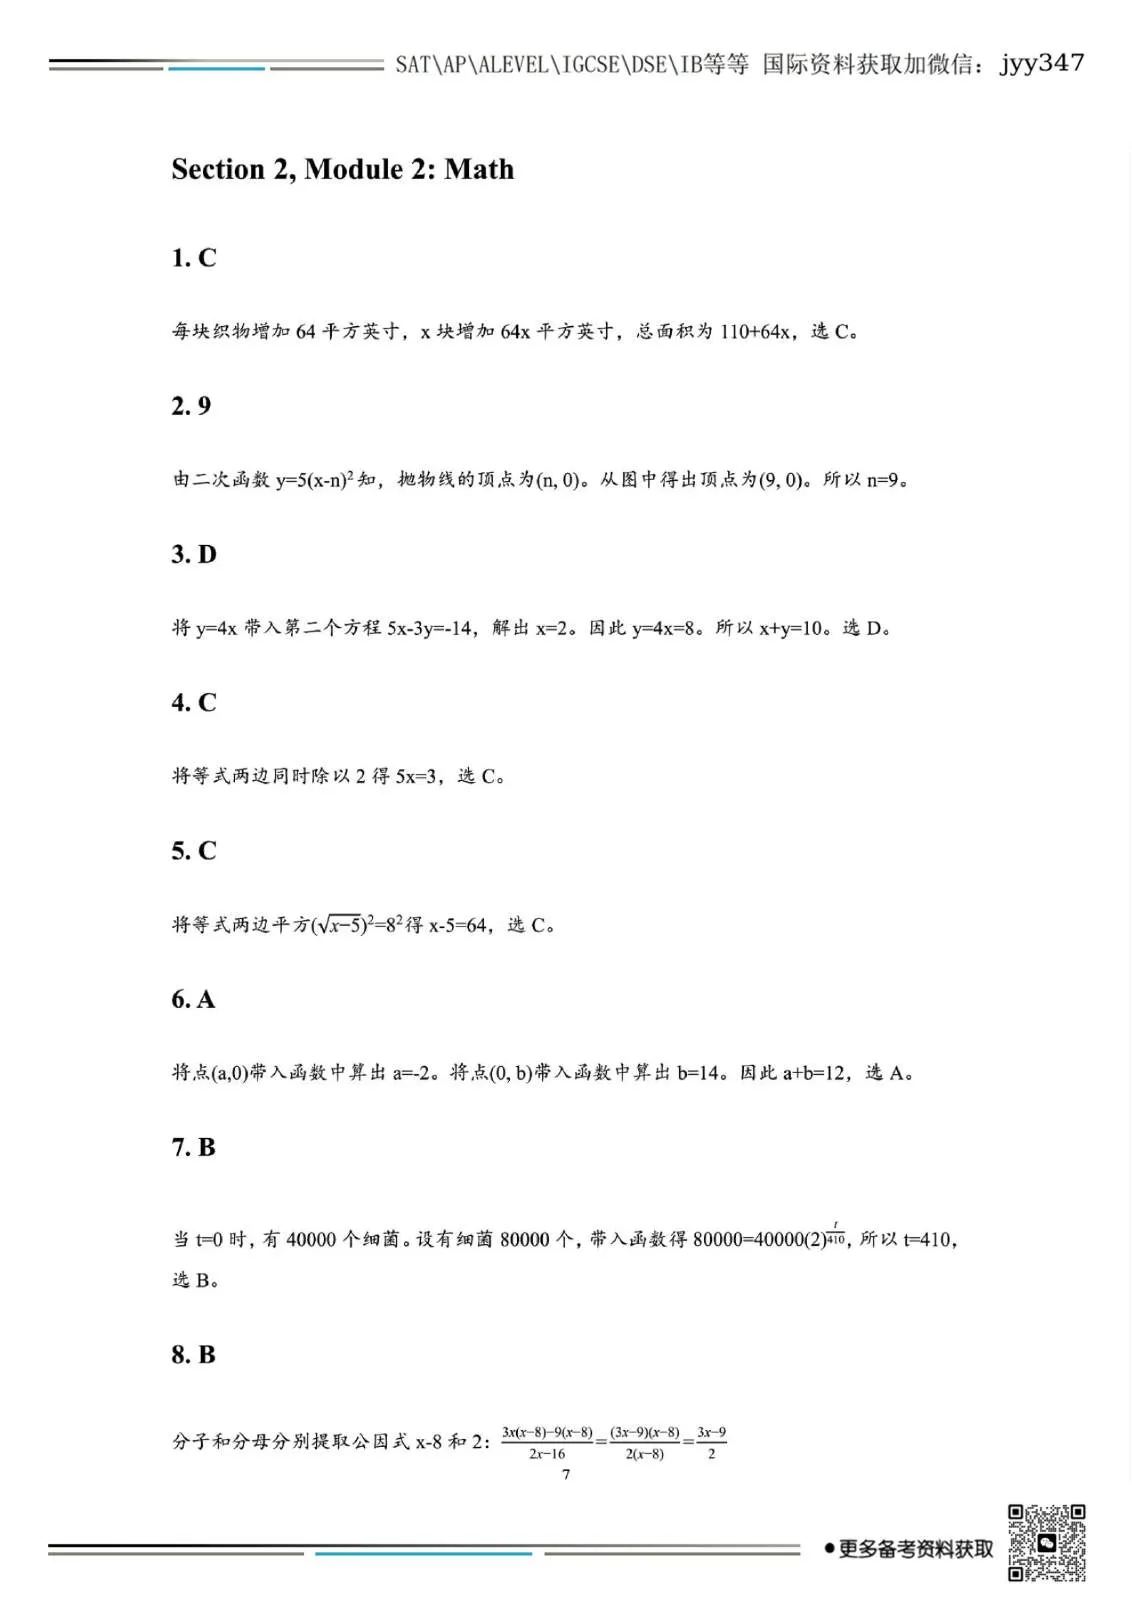 SAT\AP\ALEVEL\IGCSE\DSE\IB等等 国际资料获取加微信：jyy347
Section 2, Module 2: Math
1. C
每块织物增加 64 平方英寸，x 块增加 64x 平方英寸，总面积为 110+64x，选 C。
2. 9
由二次函数 y=5(x-n)²知，抛物线的顶点为(n, 0)。从图中得出顶点为(9, 0)。所以 n=9。
3. D
将 y=4x 带入第二个方程 5x-3y=-14，解出 x=2。因此 y=4x=8。所以 x+y=10。选 D。
4. C
将等式两边同时除以 2 得 5x=3，选 C。
5. C
将等式两边平方(√x−5)²=8²得 x-5=64，选 C。
6. A
将点(a,0)带入函数中算出 a=-2。将点(0, b)带入函数中算出 b=14。因此 a+b=12，选 A。
7. B
当 t=0 时，有 40000 个细菌。设有细菌 80000 个，带入函数得 80000=40000(2)^(t/410)，所以 t=410，
选 B。
8. B
分子和分母分别提取公因式 x-8 和 2：(3x(x−8)−9(x−8))/(2x−16)=((3x−9)(x−8))/(2(x−8))=(3x−9)/2
7
●更多备考资料获取